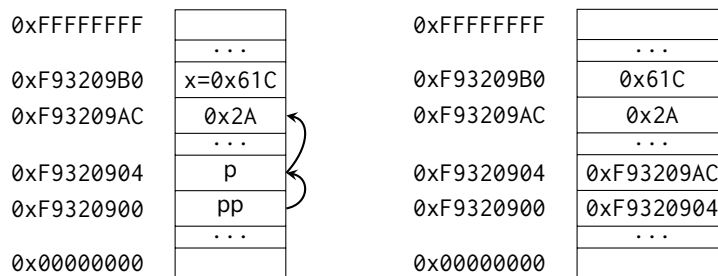 0xFFFFFFFF 0xFFFFFFFF
... ...
0xF93209B0 x=0x61C 0xF93209B0 0x61C
0xF93209AC 0x2A 0xF93209AC 0x2A
... ...
0xF9320904 p 0xF9320904 0xF93209AC
0xF9320900 pp 0xF9320900 0xF9320904
... ...
0x00000000 0x00000000